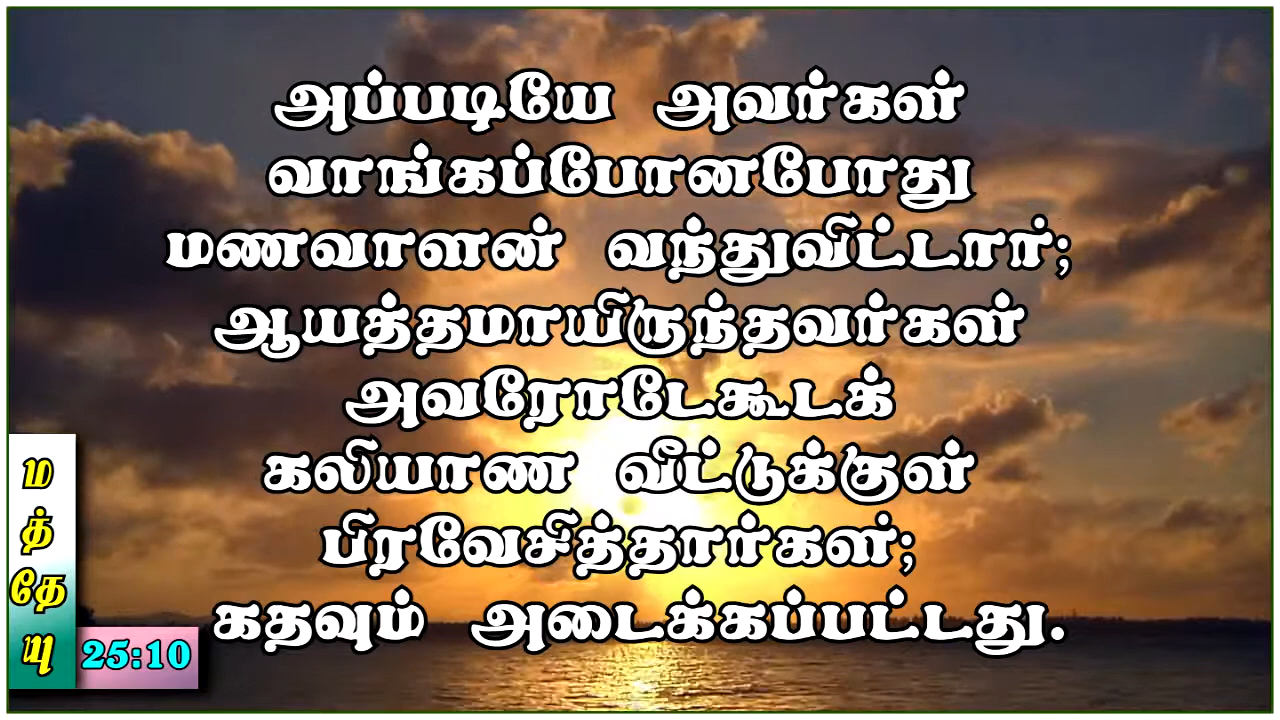 அப்படியே அவர்கள்
வாங்கப்போனபோது
மணவாளன் வந்துவிட்டார்;
ஆயத்தமாயிருந்தவர்கள்
அவரோடேகூடக்
கலியாண வீட்டுக்குள்
பிரவேசித்தார்கள்;
கதவும் அடைக்கப்பட்டது.
மத்தேயு
25:10